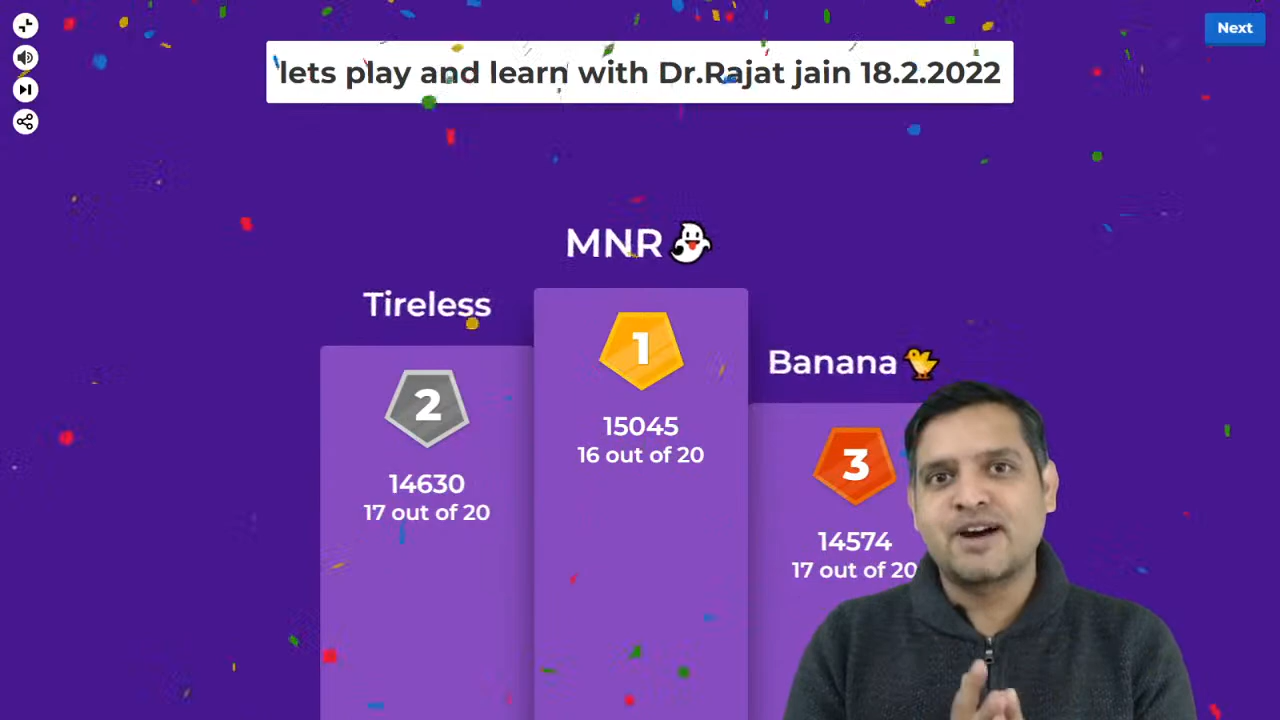 Next
lets play and learn with Dr.Rajat jain 18.2.2022
MNR
Tireless
Banana
1
15045
16 out of 20
2
14630
17 out of 20
3
14574
17 out of 20